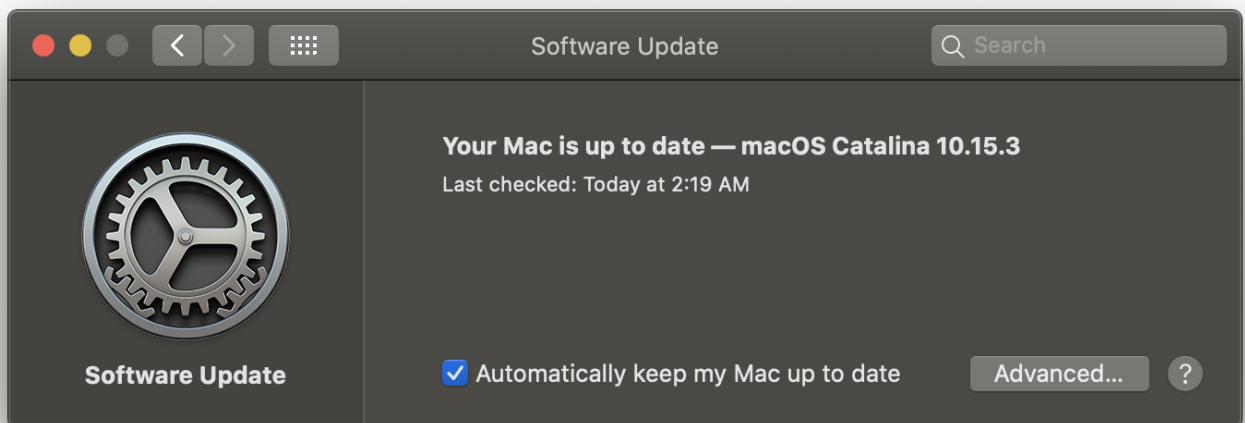 Software Update
Search
Your Mac is up to date — macOS Catalina 10.15.3
Last checked: Today at 2:19 AM
Software Update
Automatically keep my Mac up to date
Advanced...
?